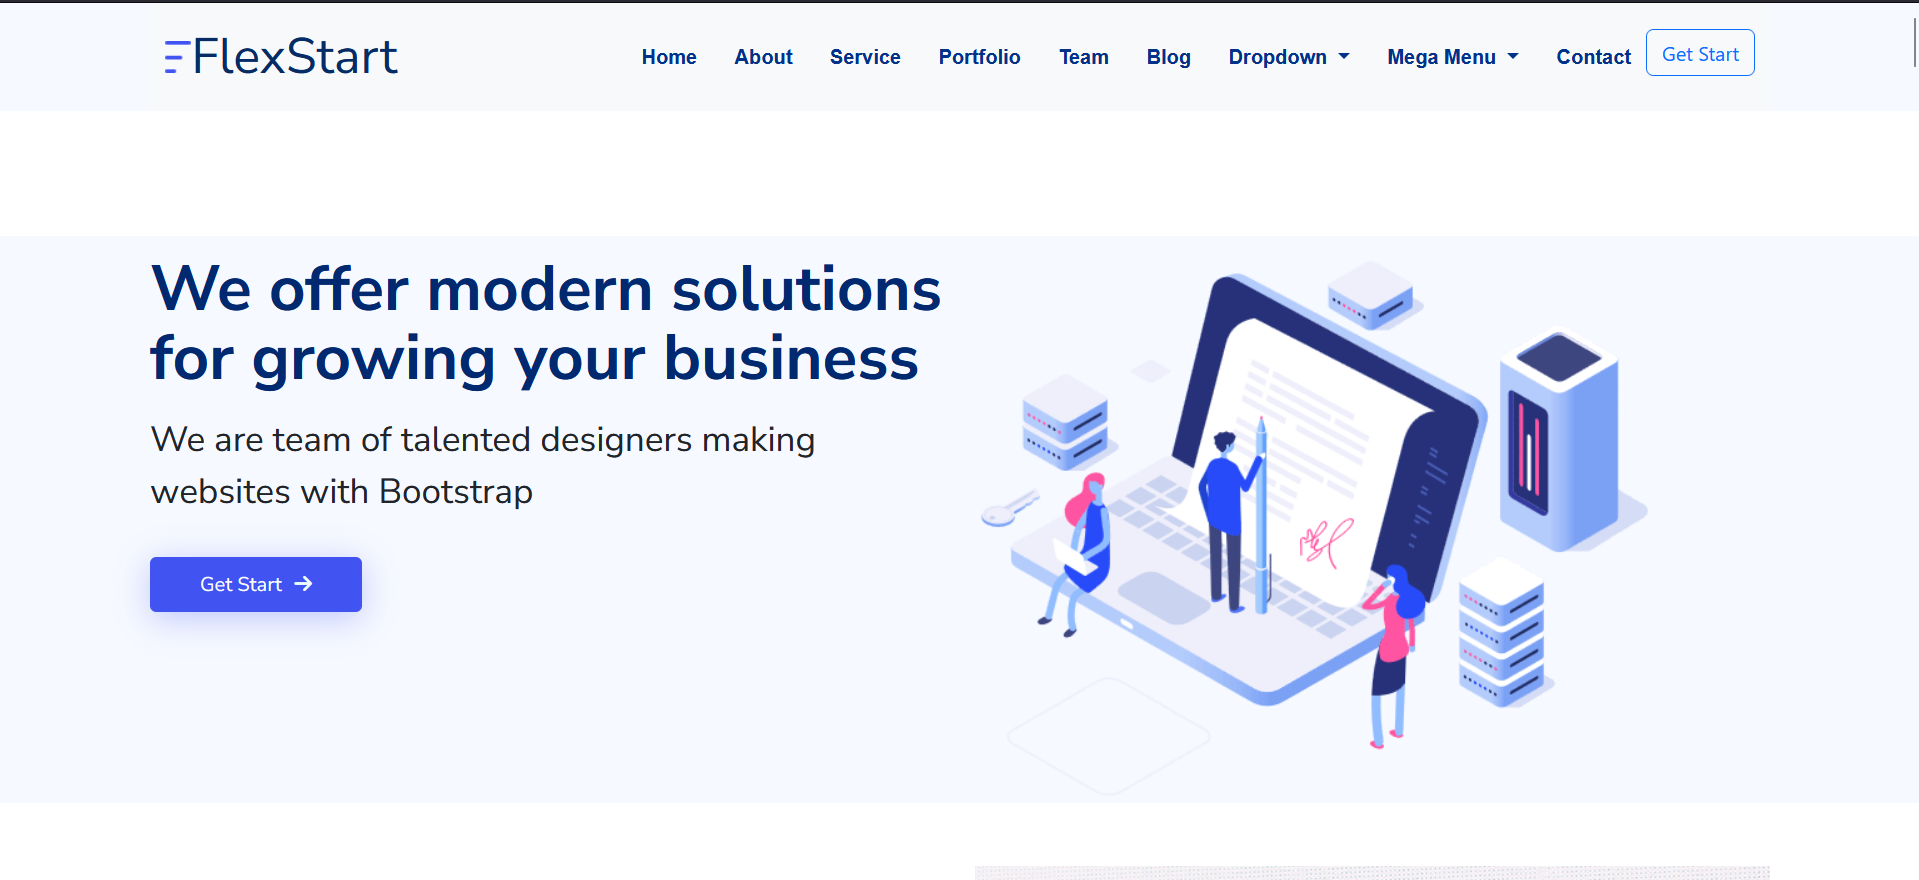 FlexStart
Home About Service Portfolio Team Blog Dropdown Mega Menu Contact Get Start
We offer modern solutions
for growing your business
We are team of talented designers making
websites with Bootstrap
Get Start